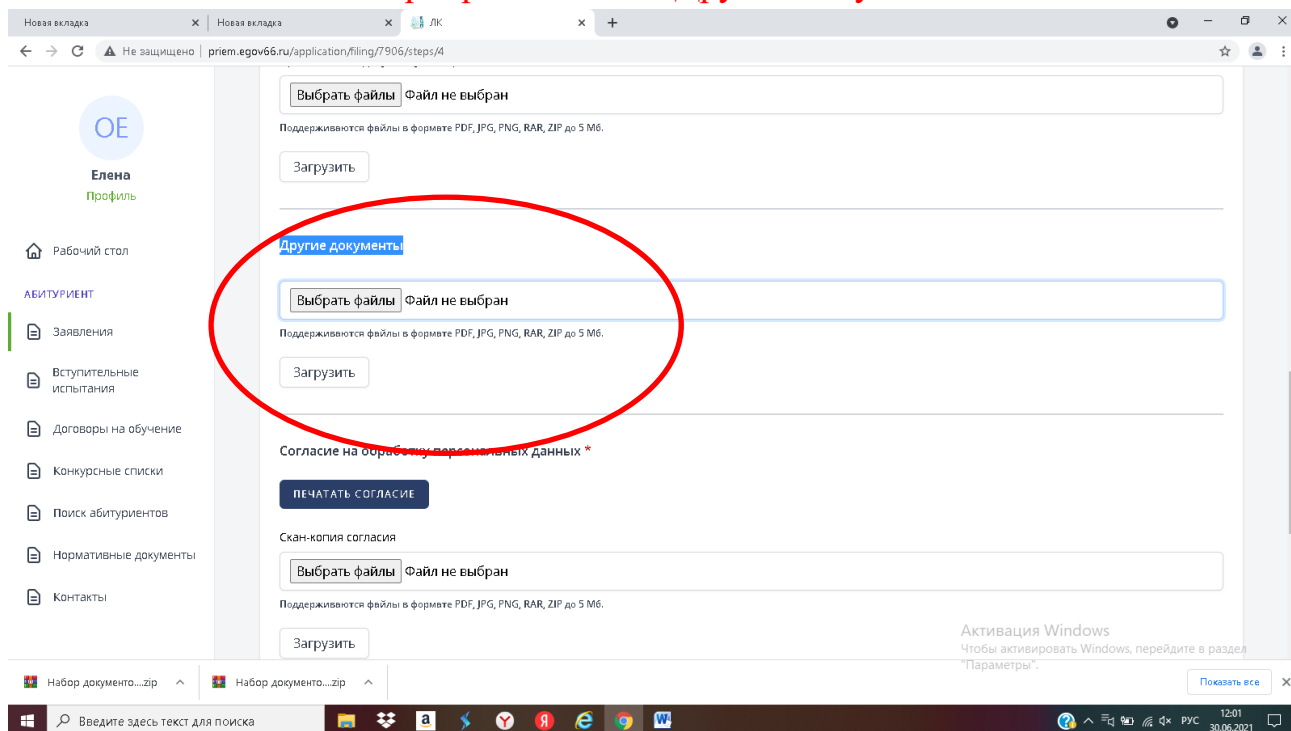 Новая вкладка
Новая вкладка
ЛК
Не защищено | priem.egov66.ru/application/filing/7906/steps/4
ОЕ
Елена
Профиль
Рабочий стол
АБИТУРИЕНТ
Заявления
Вступительные
испытания
Договоры на обучение
Конкурсные списки
Поиск абитуриентов
Нормативные документы
Контакты
Выбрать файлы Файл не выбран
Поддерживаются файлы в формате PDF, JPG, PNG, RAR, ZIP до 5 Мб.
Загрузить
Другие документы
Выбрать файлы Файл не выбран
Поддерживаются файлы в формате PDF, JPG, PNG, RAR, ZIP до 5 Мб.
Загрузить
Согласие на обработку персональных данных *
ПЕЧАТАТЬ СОГЛАСИЕ
Скан-копия согласия
Выбрать файлы Файл не выбран
Поддерживаются файлы в формате PDF, JPG, PNG, RAR, ZIP до 5 Мб.
Загрузить
Активация Windows
Чтобы активировать Windows, перейдите в раздел
"Параметры".
Набор документо....zip
Набор документо....zip
Показать все
Введите здесь текст для поиска
РУС
12:01
30.06.2021